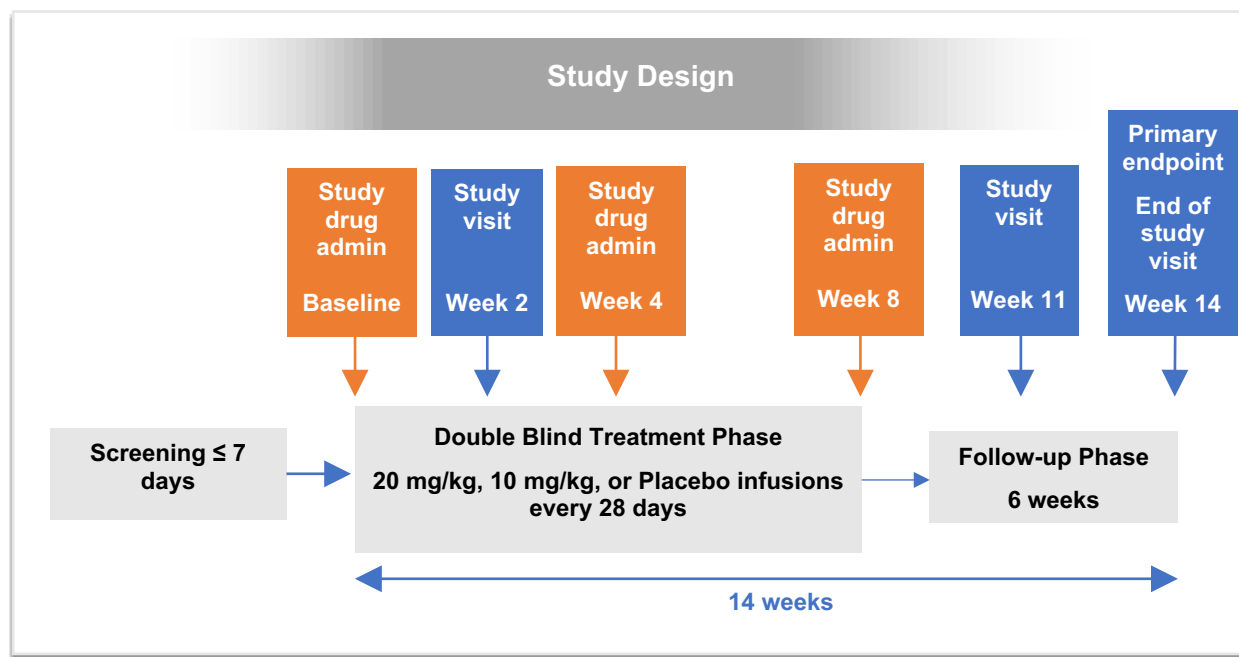 Study Design
Study
drug
admin
Baseline
Study
visit
Week 2
Study
drug
admin
Week 4
Study
drug
admin
Week 8
Study
visit
Week 11
Primary
endpoint
End of
study
visit
Week 14
Screening ≤ 7
days
Double Blind Treatment Phase
20 mg/kg, 10 mg/kg, or Placebo infusions
every 28 days
Follow-up Phase
6 weeks
14 weeks